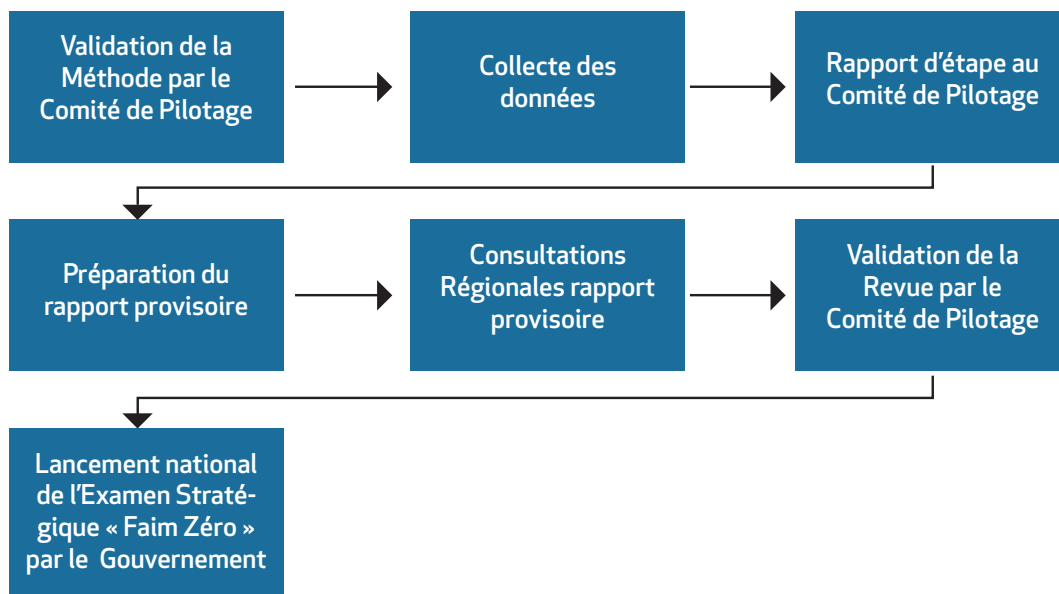 Validation de la
Méthode par le
Comité de Pilotage
Collecte des
données
Rapport d’étape au
Comité de Pilotage
Préparation du
rapport provisoire
Consultations
Régionales rapport
provisoire
Validation de la
Revue par le
Comité de Pilotage
Lancement national
de l’Examen Straté-
gique « Faim Zéro »
par le Gouvernement